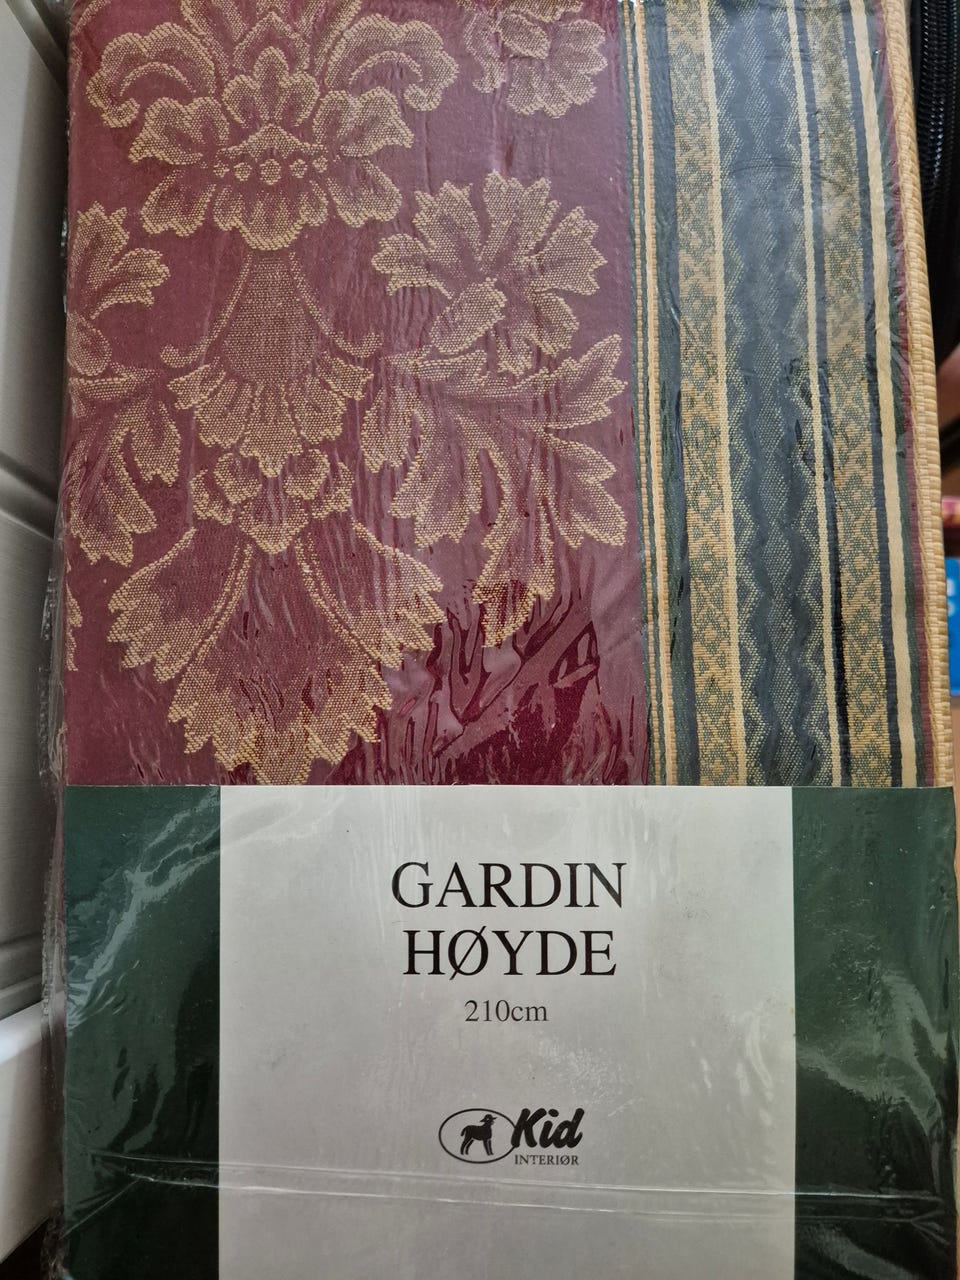 GARDIN
HØYDE
210cm
Kid
INTERIØR